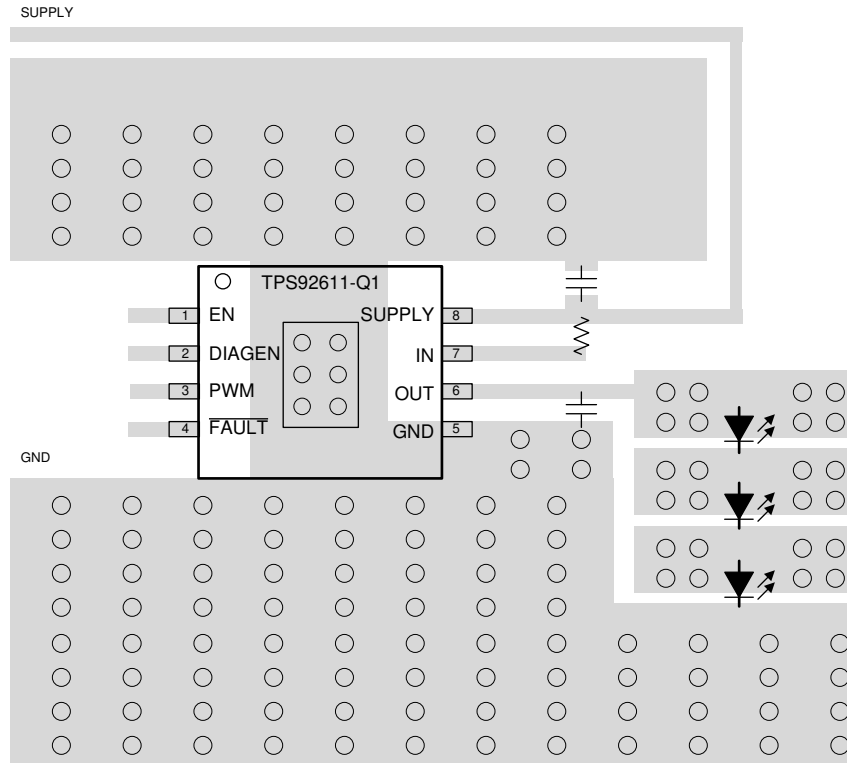 SUPPLY
TPS92611-Q1
1 EN
SUPPLY 8
2 DIAGEN
IN 7
3 PWM
OUT 6
4 FAULT
GND 5
GND